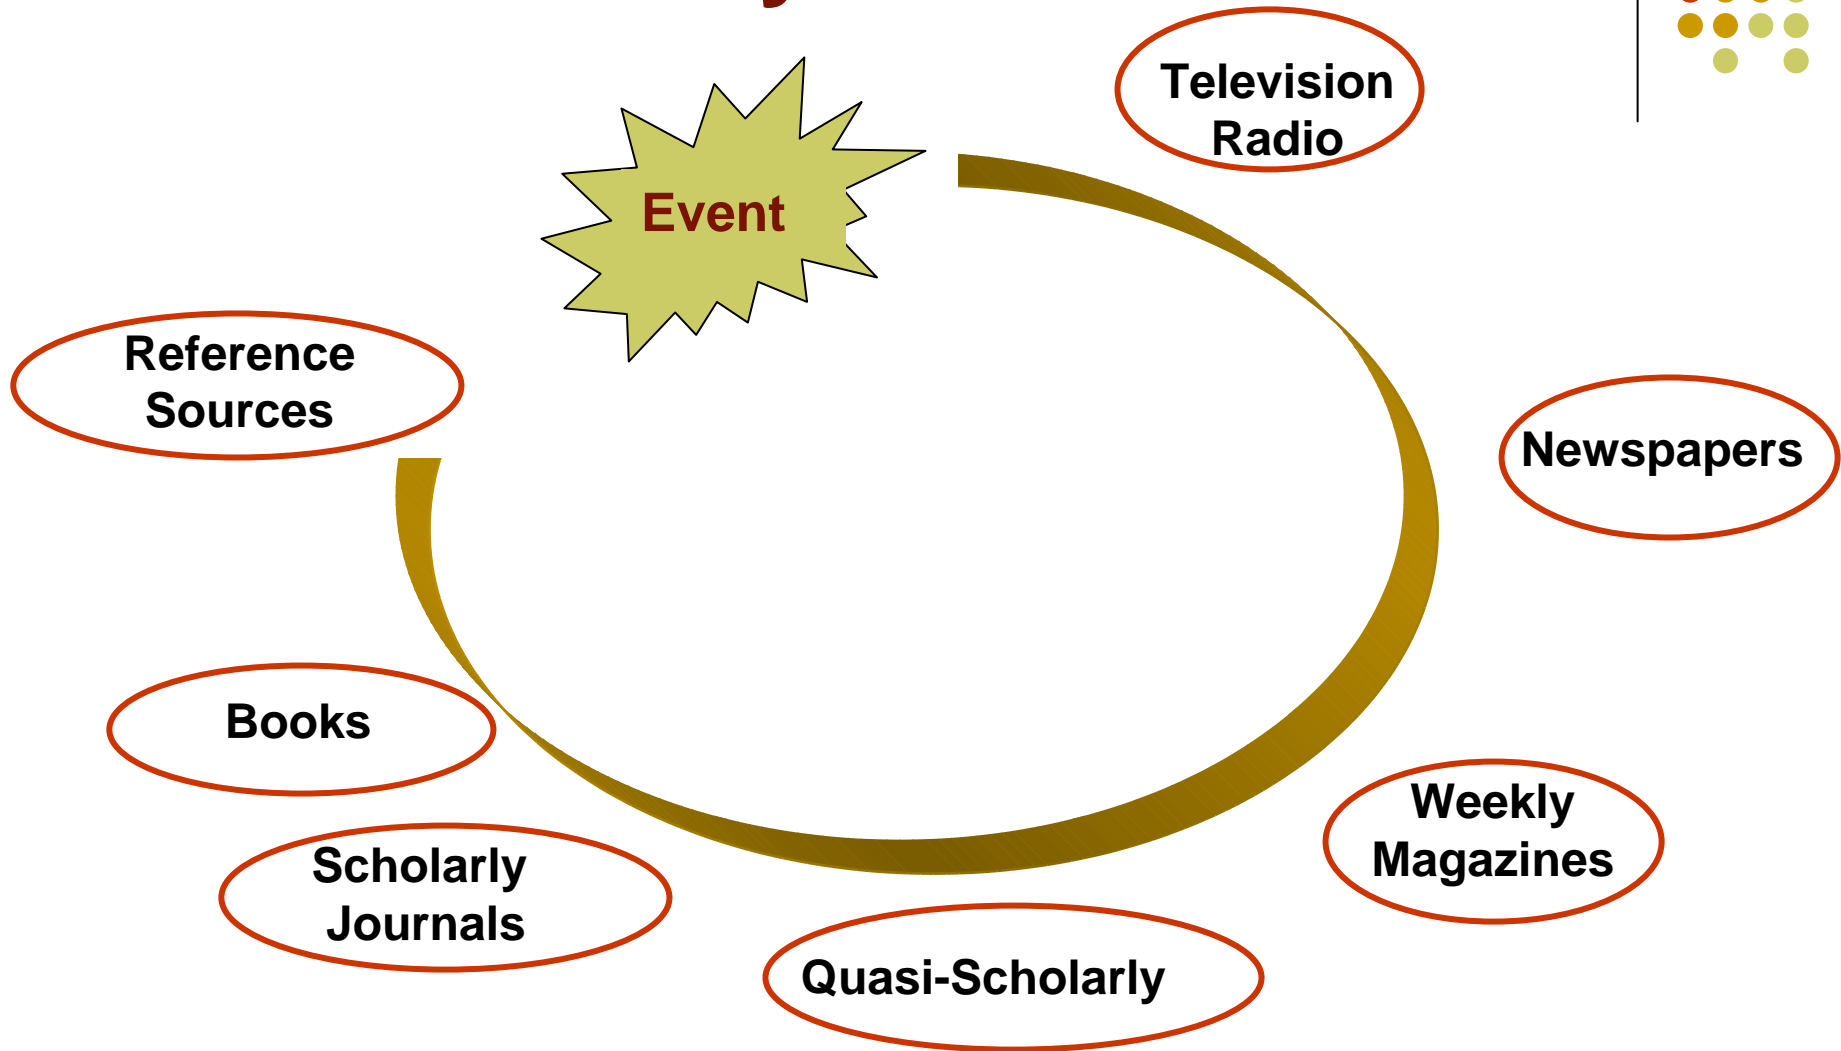 Television
Radio
Event
Reference
Sources
Newspapers
Books
Weekly
Magazines
Scholarly
Journals
Quasi-Scholarly